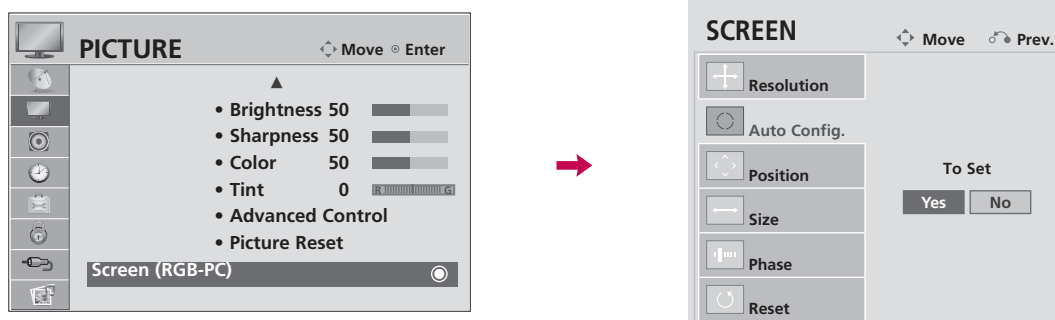 PICTURE
Move Enter
▲
• Brightness 50
• Sharpness 50
• Color 50
• Tint 0 R G
• Advanced Control
• Picture Reset
Screen (RGB-PC)
SCREEN
Move Prev.
Resolution
Auto Config.
Position
Size
Phase
Reset
To Set
Yes No